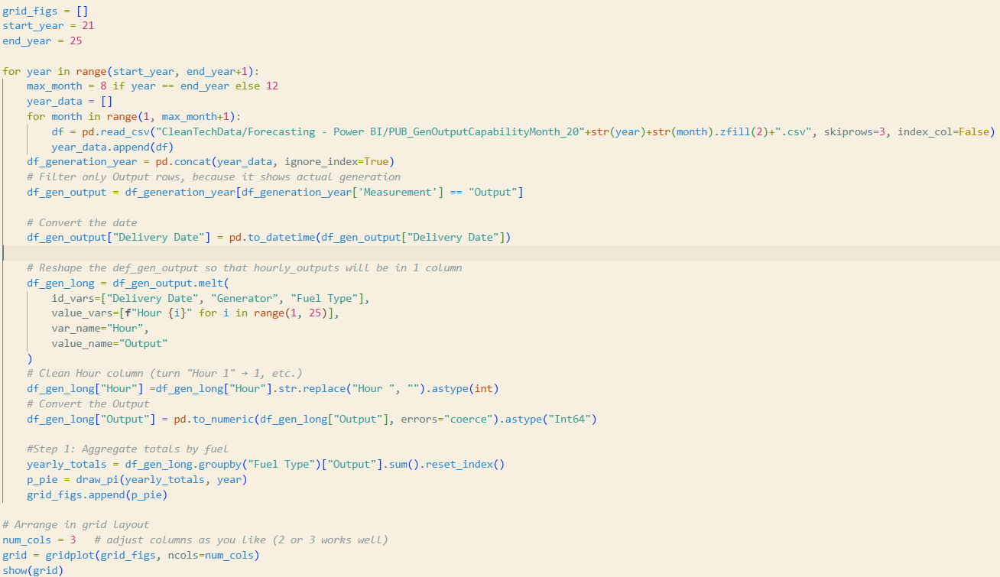 grid_figs = []
start_year = 21
end_year = 25

for year in range(start_year, end_year+1):
    max_month = 8 if year == end_year else 12
    year_data = []
    for month in range(1, max_month+1):
        df = pd.read_csv("CleanTechData/Forecasting - Power BI/PUB_GenOutputCapabilityMonth_20"+str(year)+str(month).zfill(2)+".csv", skiprows=3, index_col=False)
        year_data.append(df)
    df_generation_year = pd.concat(year_data, ignore_index=True)
    # Filter only Output rows, because it shows actual generation
    df_gen_output = df_generation_year[df_generation_year['Measurement'] == "Output"]

    # Convert the date
    df_gen_output["Delivery Date"] = pd.to_datetime(df_gen_output["Delivery Date"])

    # Reshape the def_gen_output so that hourly_outputs will be in 1 column
    df_gen_long = df_gen_output.melt(
        id_vars=["Delivery Date", "Generator", "Fuel Type"],
        value_vars=[f"Hour {i}" for i in range(1, 25)],
        var_name="Hour",
        value_name="Output"
    )
    # Clean Hour column (turn "Hour 1" → 1, etc.)
    df_gen_long["Hour"] =df_gen_long["Hour"].str.replace("Hour ", "").astype(int)
    # Convert the Output
    df_gen_long["Output"] = pd.to_numeric(df_gen_long["Output"], errors="coerce").astype("Int64")

    #Step 1: Aggregate totals by fuel
    yearly_totals = df_gen_long.groupby("Fuel Type")["Output"].sum().reset_index()
    p_pie = draw_pi(yearly_totals, year)
    grid_figs.append(p_pie)

# Arrange in grid layout
num_cols = 3   # adjust columns as you like (2 or 3 works well)
grid = gridplot(grid_figs, ncols=num_cols)
show(grid)